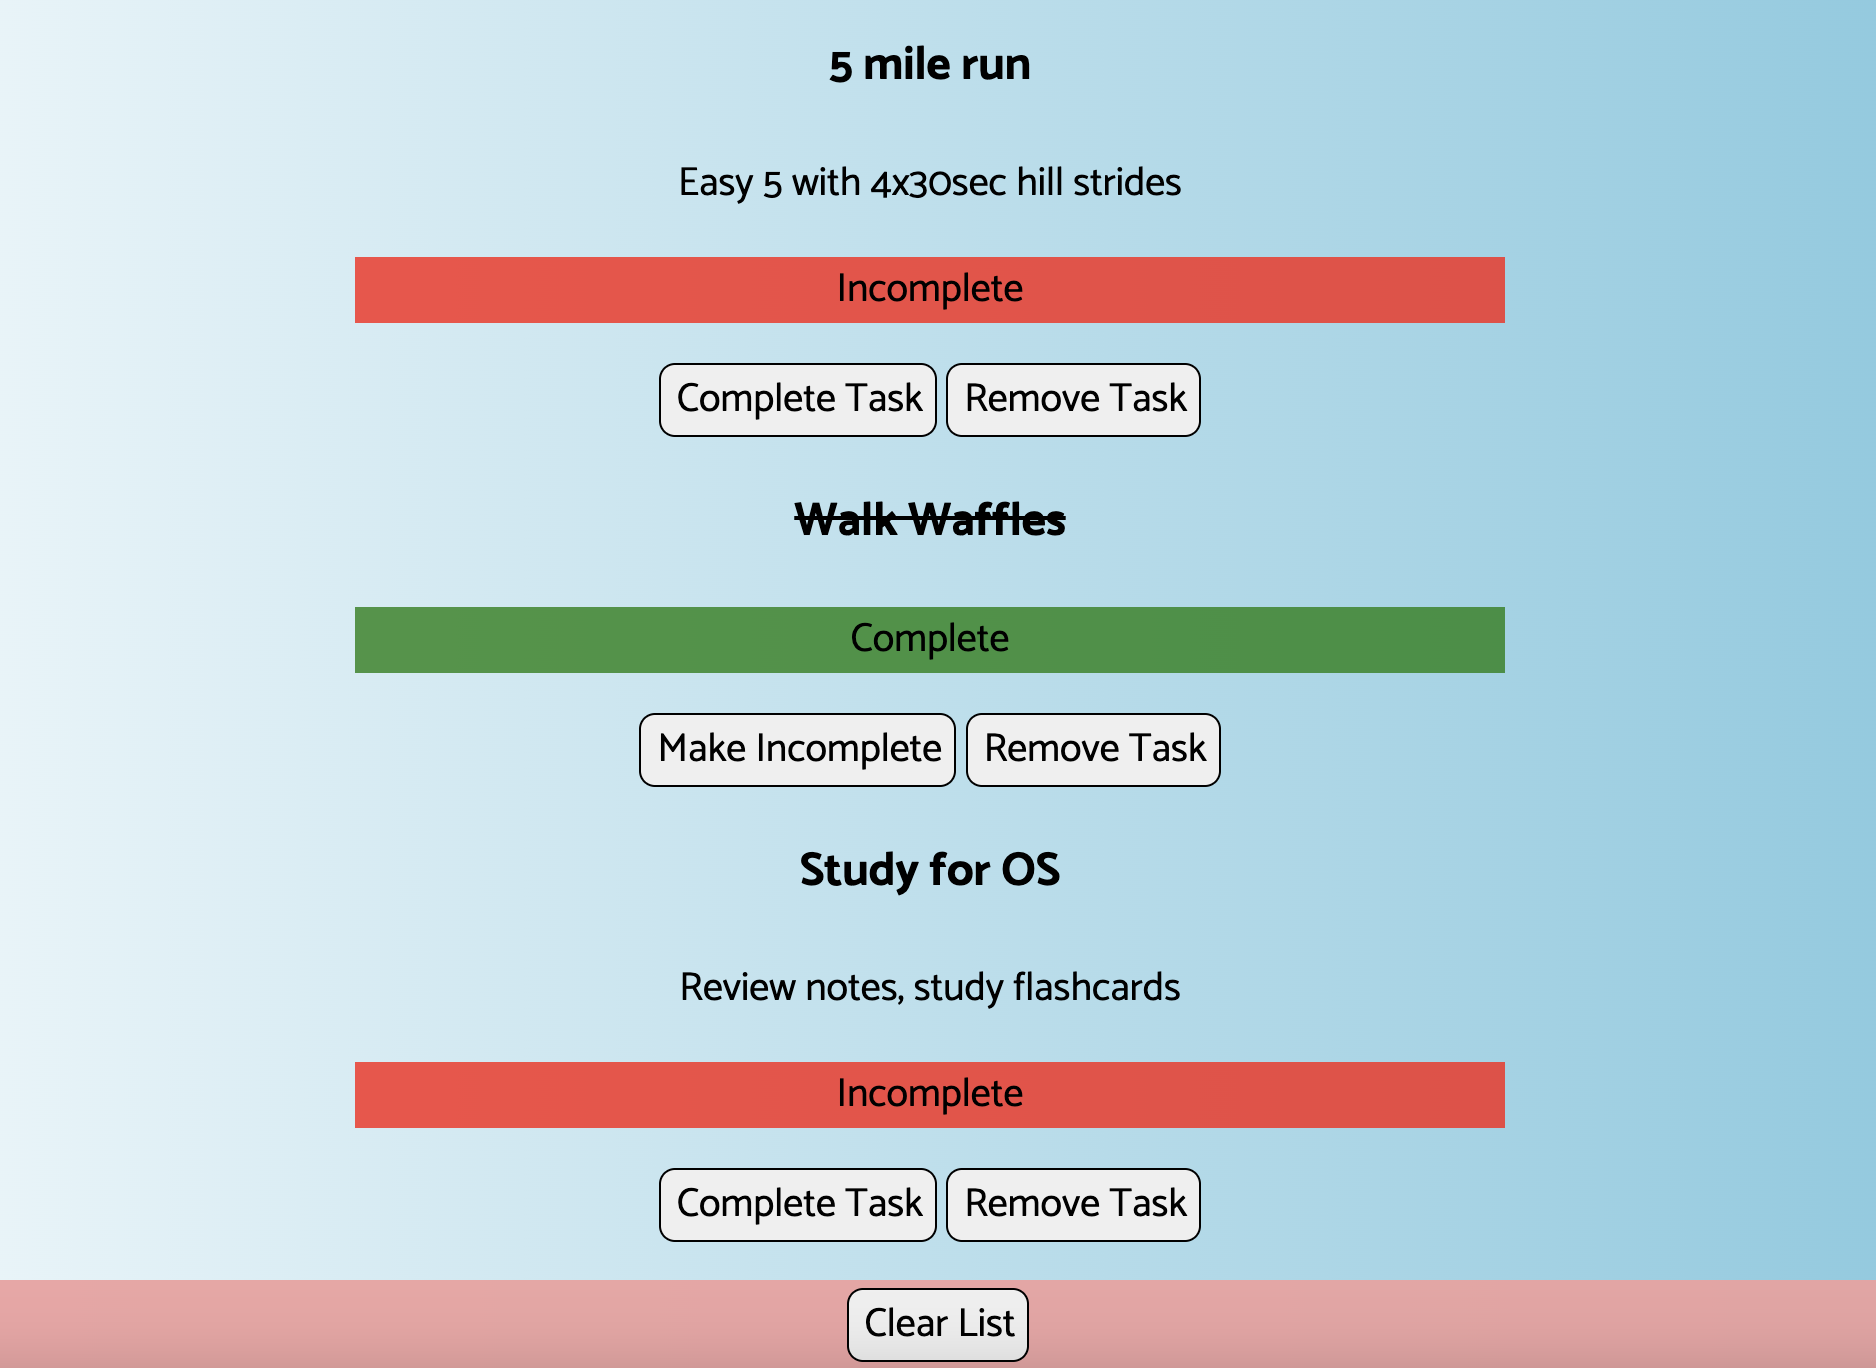 5 mile run
Easy 5 with 4x30sec hill strides
Incomplete
Complete Task Remove Task
Walk Waffles
Complete
Make Incomplete Remove Task
Study for OS
Review notes, study flashcards
Incomplete
Complete Task Remove Task
Clear List